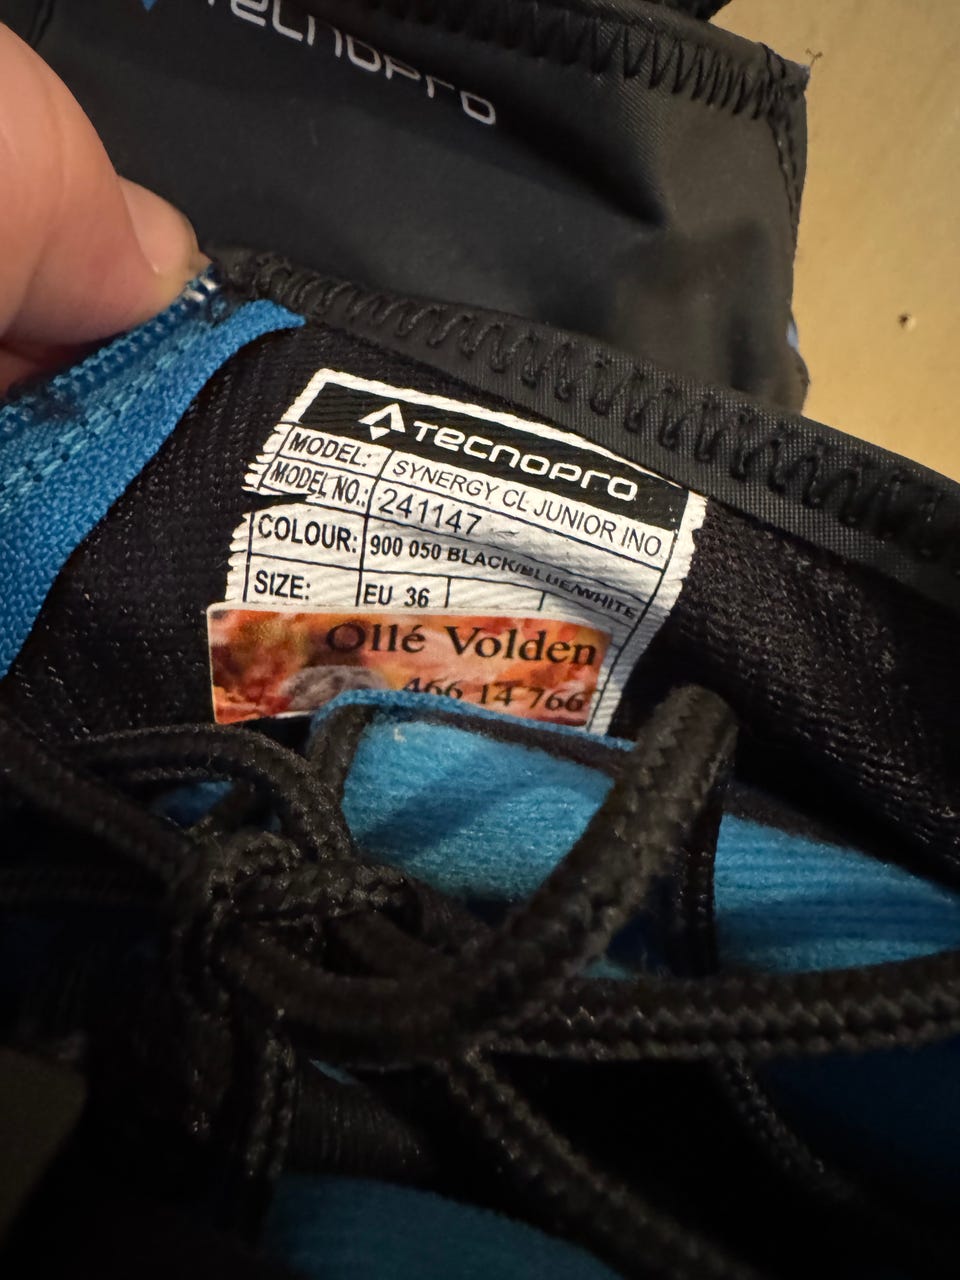 TECNOPRO
TECNOPRO
MODEL: SYNERGY CL JUNIOR INO.
MODEL NO.: 241147
COLOUR: 900 050 BLACK/BLUE/WHITE
SIZE: EU 36
Ollé Volden
466 14 766